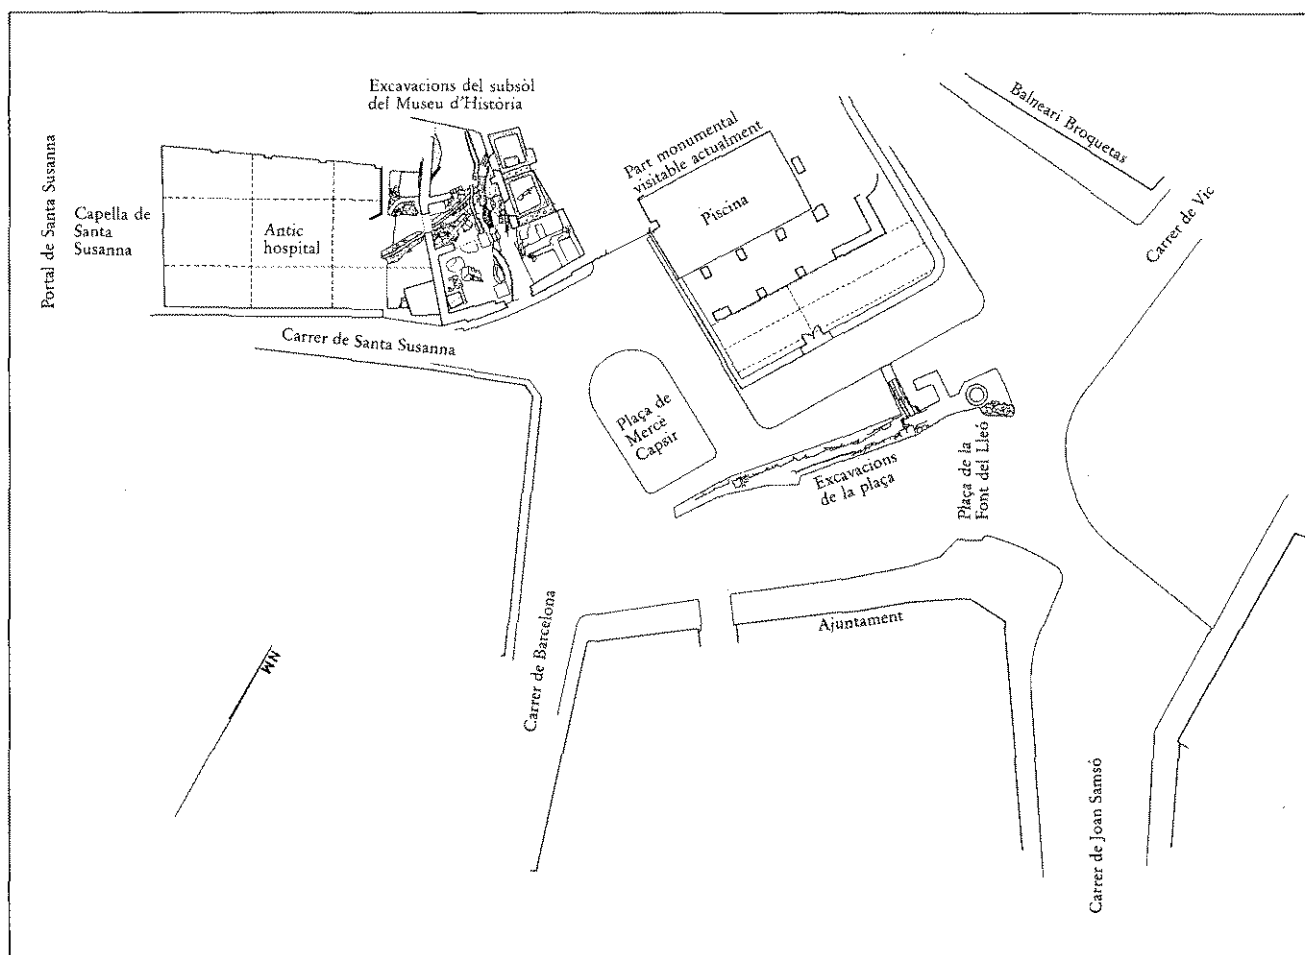 Excavacions del subsòl
del Museu d'Història
Portal de Santa Susanna
Capella de
Santa
Susanna
Antic
hospital
Part monumental
visitable actualment
Piscina
Balneari Broquetas
Carrer de Vic
Carrer de Santa Susanna
Plaça de
Mercè
Capsir
Excavacions
de la plaça
Plaça de la
Font del Lleó
Carrer de Barcelona
Ajuntament
NM
Carrer de Joan Samsó